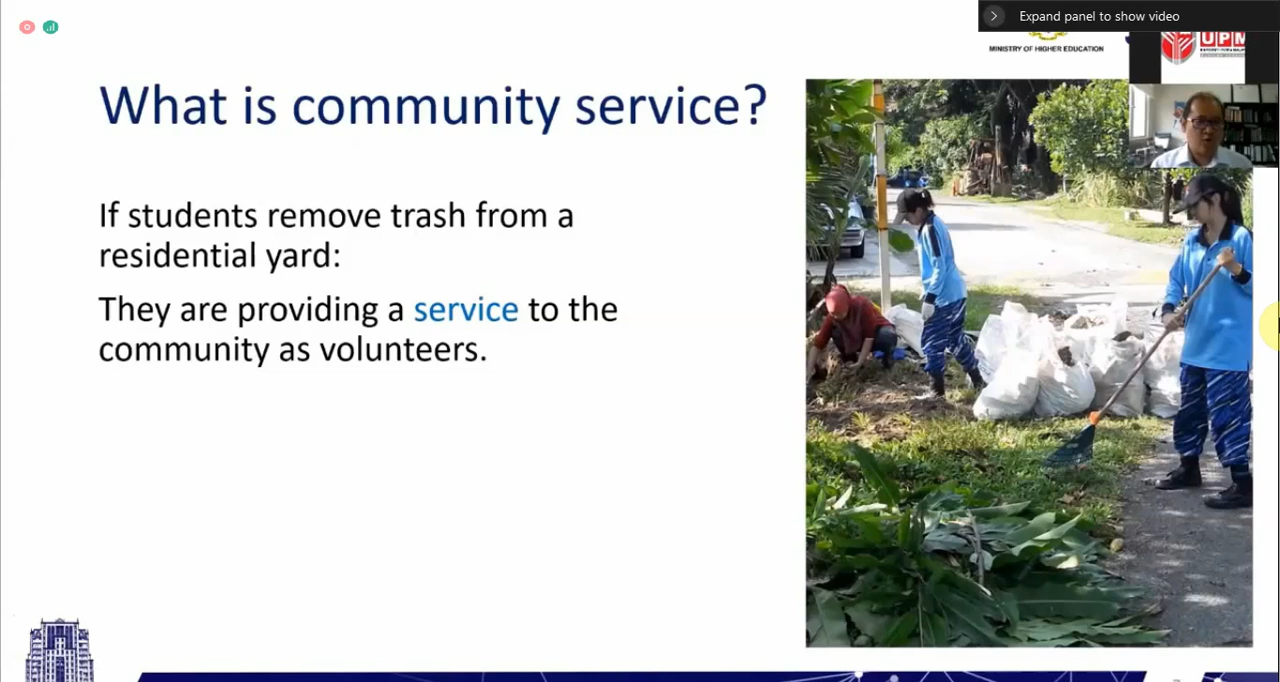 Expand panel to show video
MINISTRY OF HIGHER EDUCATION
UPM
What is community service?
If students remove trash from a
residential yard:
They are providing a service to the
community as volunteers.